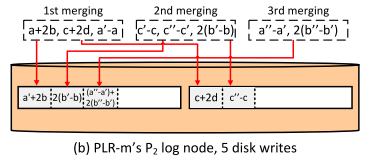 1st merging 2nd merging 3rd merging
a+2b, c+2d, a'-a c'-c, c''-c', 2(b'-b) a''-a', 2(b''-b')
a'+2b 2(b'-b) (a''-a')+ c+2d c''-c
2(b''-b')
(b) PLR-m's P₂ log node, 5 disk writes